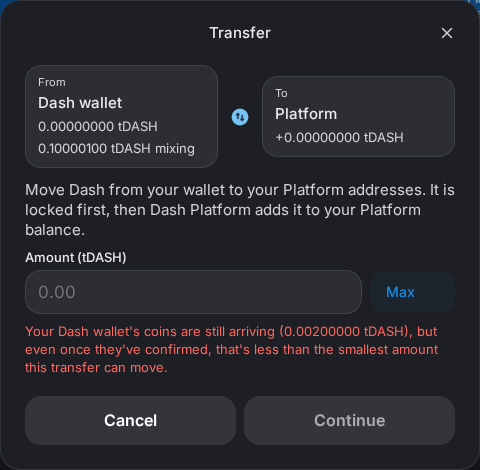 Transfer
From
Dash wallet
0.00000000 tDASH
0.10000100 tDASH mixing
To
Platform
+0.00000000 tDASH
Move Dash from your wallet to your Platform addresses. It is
locked first, then Dash Platform adds it to your Platform
balance.
Amount (tDASH)
0.00
Max
Your Dash wallet's coins are still arriving (0.00200000 tDASH), but
even once they've confirmed, that's less than the smallest amount
this transfer can move.
Cancel
Continue